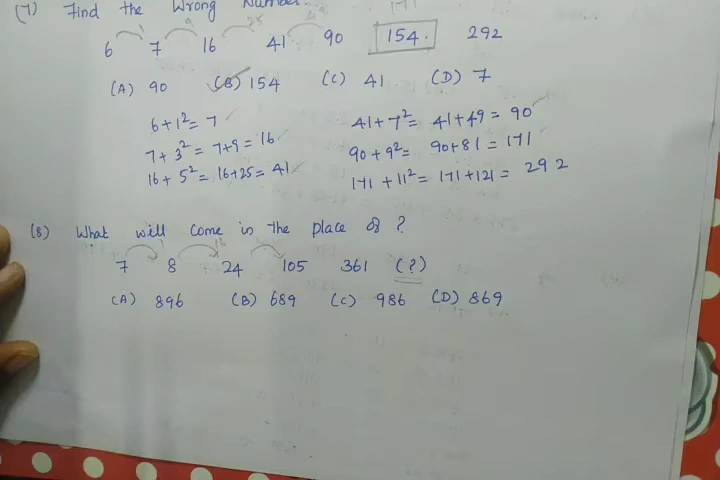 (7) Find the Wrong Number.
6 7 16 41 90 154. 292
(A) 90 (B) 154 (C) 41 (D) 7
6+1²= 7 41+7²= 41+49 = 90
7+3²= 7+9= 16 90+9²= 90+81 = 171
16+5²= 16+25= 41 171+11²= 171+121= 292
(8) What will come in the place of ?
7 8 24 105 361 (?)
(A) 896 (B) 689 (C) 986 (D) 869